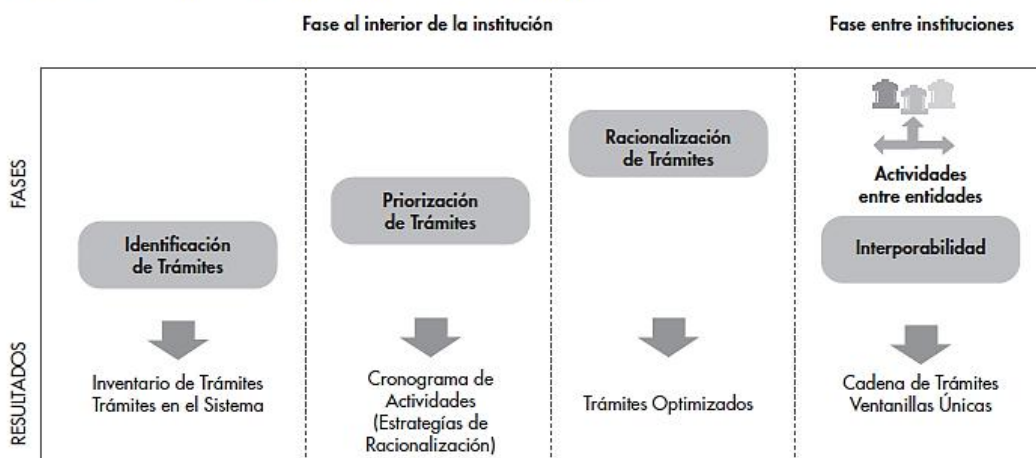 Fase al interior de la institución
Fase entre instituciones
FASES
Identificación
de Trámites
Priorización
de Trámites
Racionalización
de Trámites
Actividades
entre entidades
Interporabilidad
RESULTADOS
Inventario de Trámites
Trámites en el Sistema
Cronograma de
Actividades
(Estrategías de
Racionalización)
Trámites Optimizados
Cadena de Trámites
Ventanillas Únicas